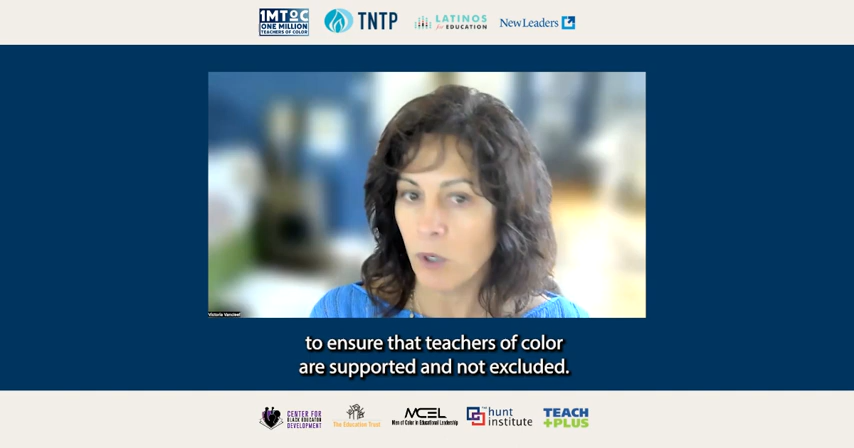 1MToC
ONE MILLION
TEACHERS OF COLOR
TNTP
LATINOS
for EDUCATION
New Leaders
Victoria Vancleef
to ensure that teachers of color
are supported and not excluded.
CENTER FOR
BLACK EDUCATOR
DEVELOPMENT
The Education Trust
MCEL
Men of Color in Educational Leadership
hunt
institute
TEACH
+PLUS